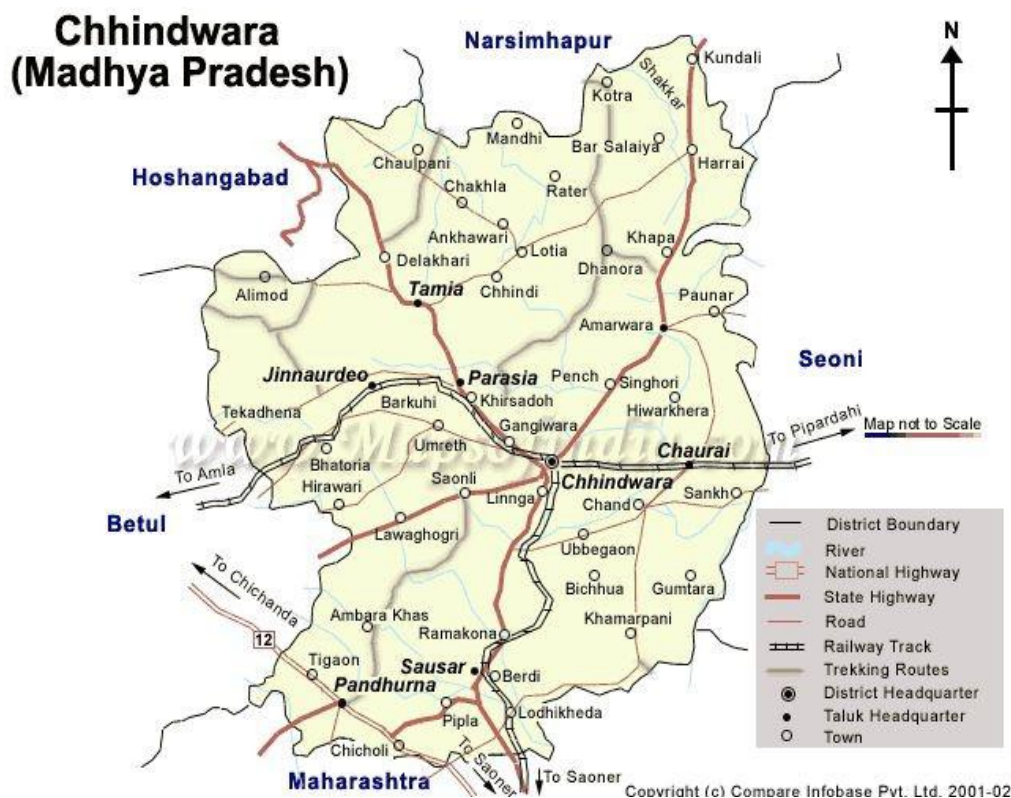 Chhindwara
(Madhya Pradesh)
Narsimhapur
N
Kundali
Shakkar
Kotra
Mandhi
Bar Salaiya
Harrai
Chaulpani
Hoshangabad
Rater
Chakhla
Ankhawari
Lotia
Khapa
Delakhari
Dhanora
Alimod
Tamia
Chhindi
Paunar
Amarwara
Seoni
Jinnaurdeo
Parasia
Pench
Singhori
Barkuhi
Khirsadoh
Hiwarkhera
Tekadhena
Gangiwara
www.Mapsofindia.com
Umreth
To Pipardahi
Map not to Scale
Bhatoria
To Amla
Chaurai
Hirawari
Saonli
Chhindwara
Linnga
Chand
Sankh
Betul
Lawaghogri
Ubbegaon
To Chichanda
Bichhua
Gumtara
Ambara Khas
Khamarpani
12
Ramakona
Tigaon
Sausar
Berdi
Pandhurna
Pipla
Lodhikheda
Chicholi
To Saoner
To Saoner
Maharashtra
District Boundary
River
National Highway
State Highway
Road
Railway Track
Trekking Routes
District Headquarter
Taluk Headquarter
Town
Copyright (c) Compare Infobase Pvt. Ltd. 2001-02